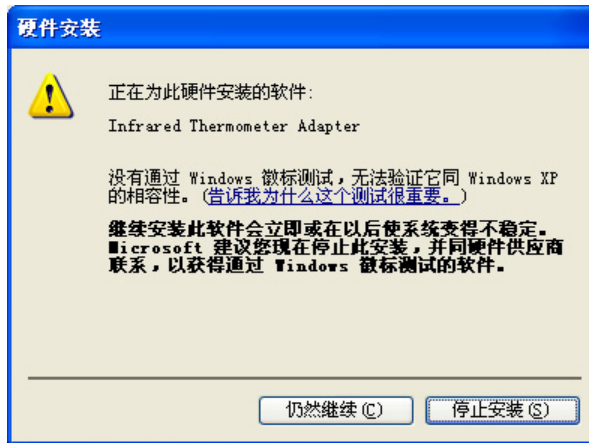 硬件安装
正在为此硬件安装的软件:
Infrared Thermometer Adapter
没有通过 Windows 徽标测试，无法验证它同 Windows XP
的相容性。(告诉我为什么这个测试很重要。)
继续安装此软件会立即或在以后使系统变得不稳定。
Microsoft 建议您现在停止此安装，并同硬件供应商
联系，以获得通过 Windows 徽标测试的软件。
仍然继续(C)
停止安装(S)